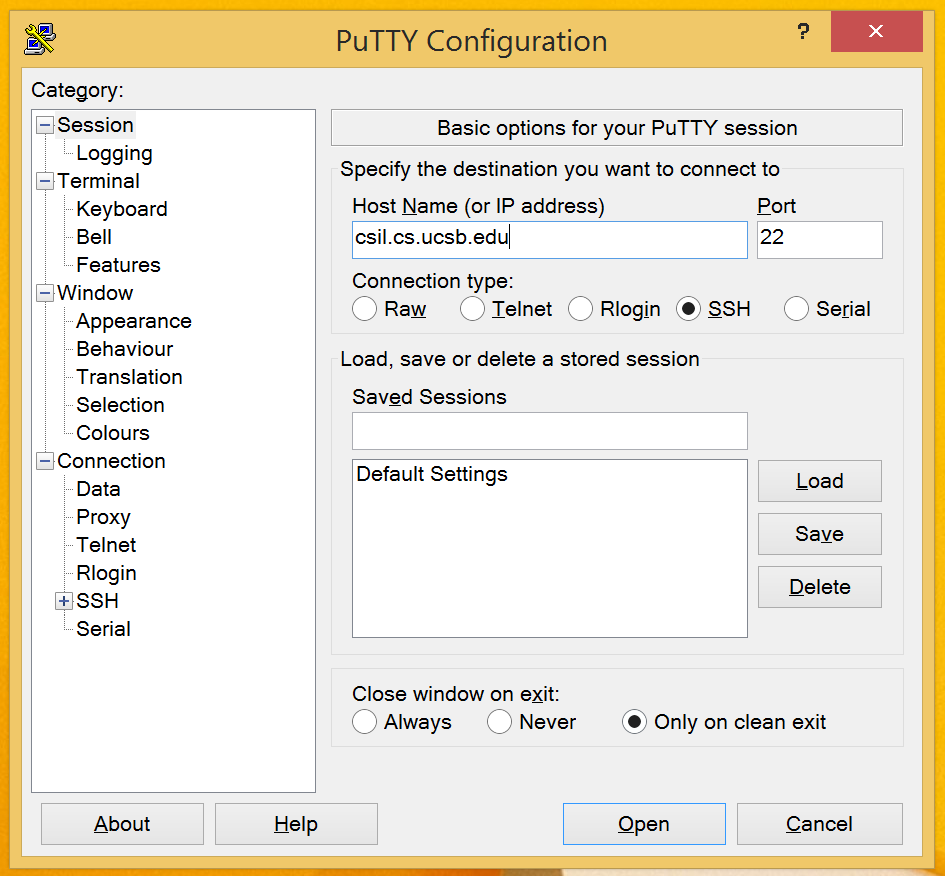 PuTTY Configuration
?
Category:
Session
Logging
Terminal
Keyboard
Bell
Features
Window
Appearance
Behaviour
Translation
Selection
Colours
Connection
Data
Proxy
Telnet
Rlogin
SSH
Serial
Basic options for your PuTTY session
Specify the destination you want to connect to
Host Name (or IP address) Port
csil.cs.ucsb.edu 22
Connection type:
Raw Telnet Rlogin SSH Serial
Load, save or delete a stored session
Saved Sessions
Default Settings
Load
Save
Delete
Close window on exit:
Always Never Only on clean exit
About Help Open Cancel